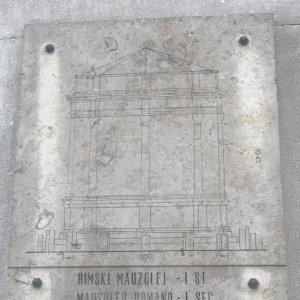 RIMSKI MAUZOLEJ - I ST.
MAUSOLEO ROMANO - I SEC.